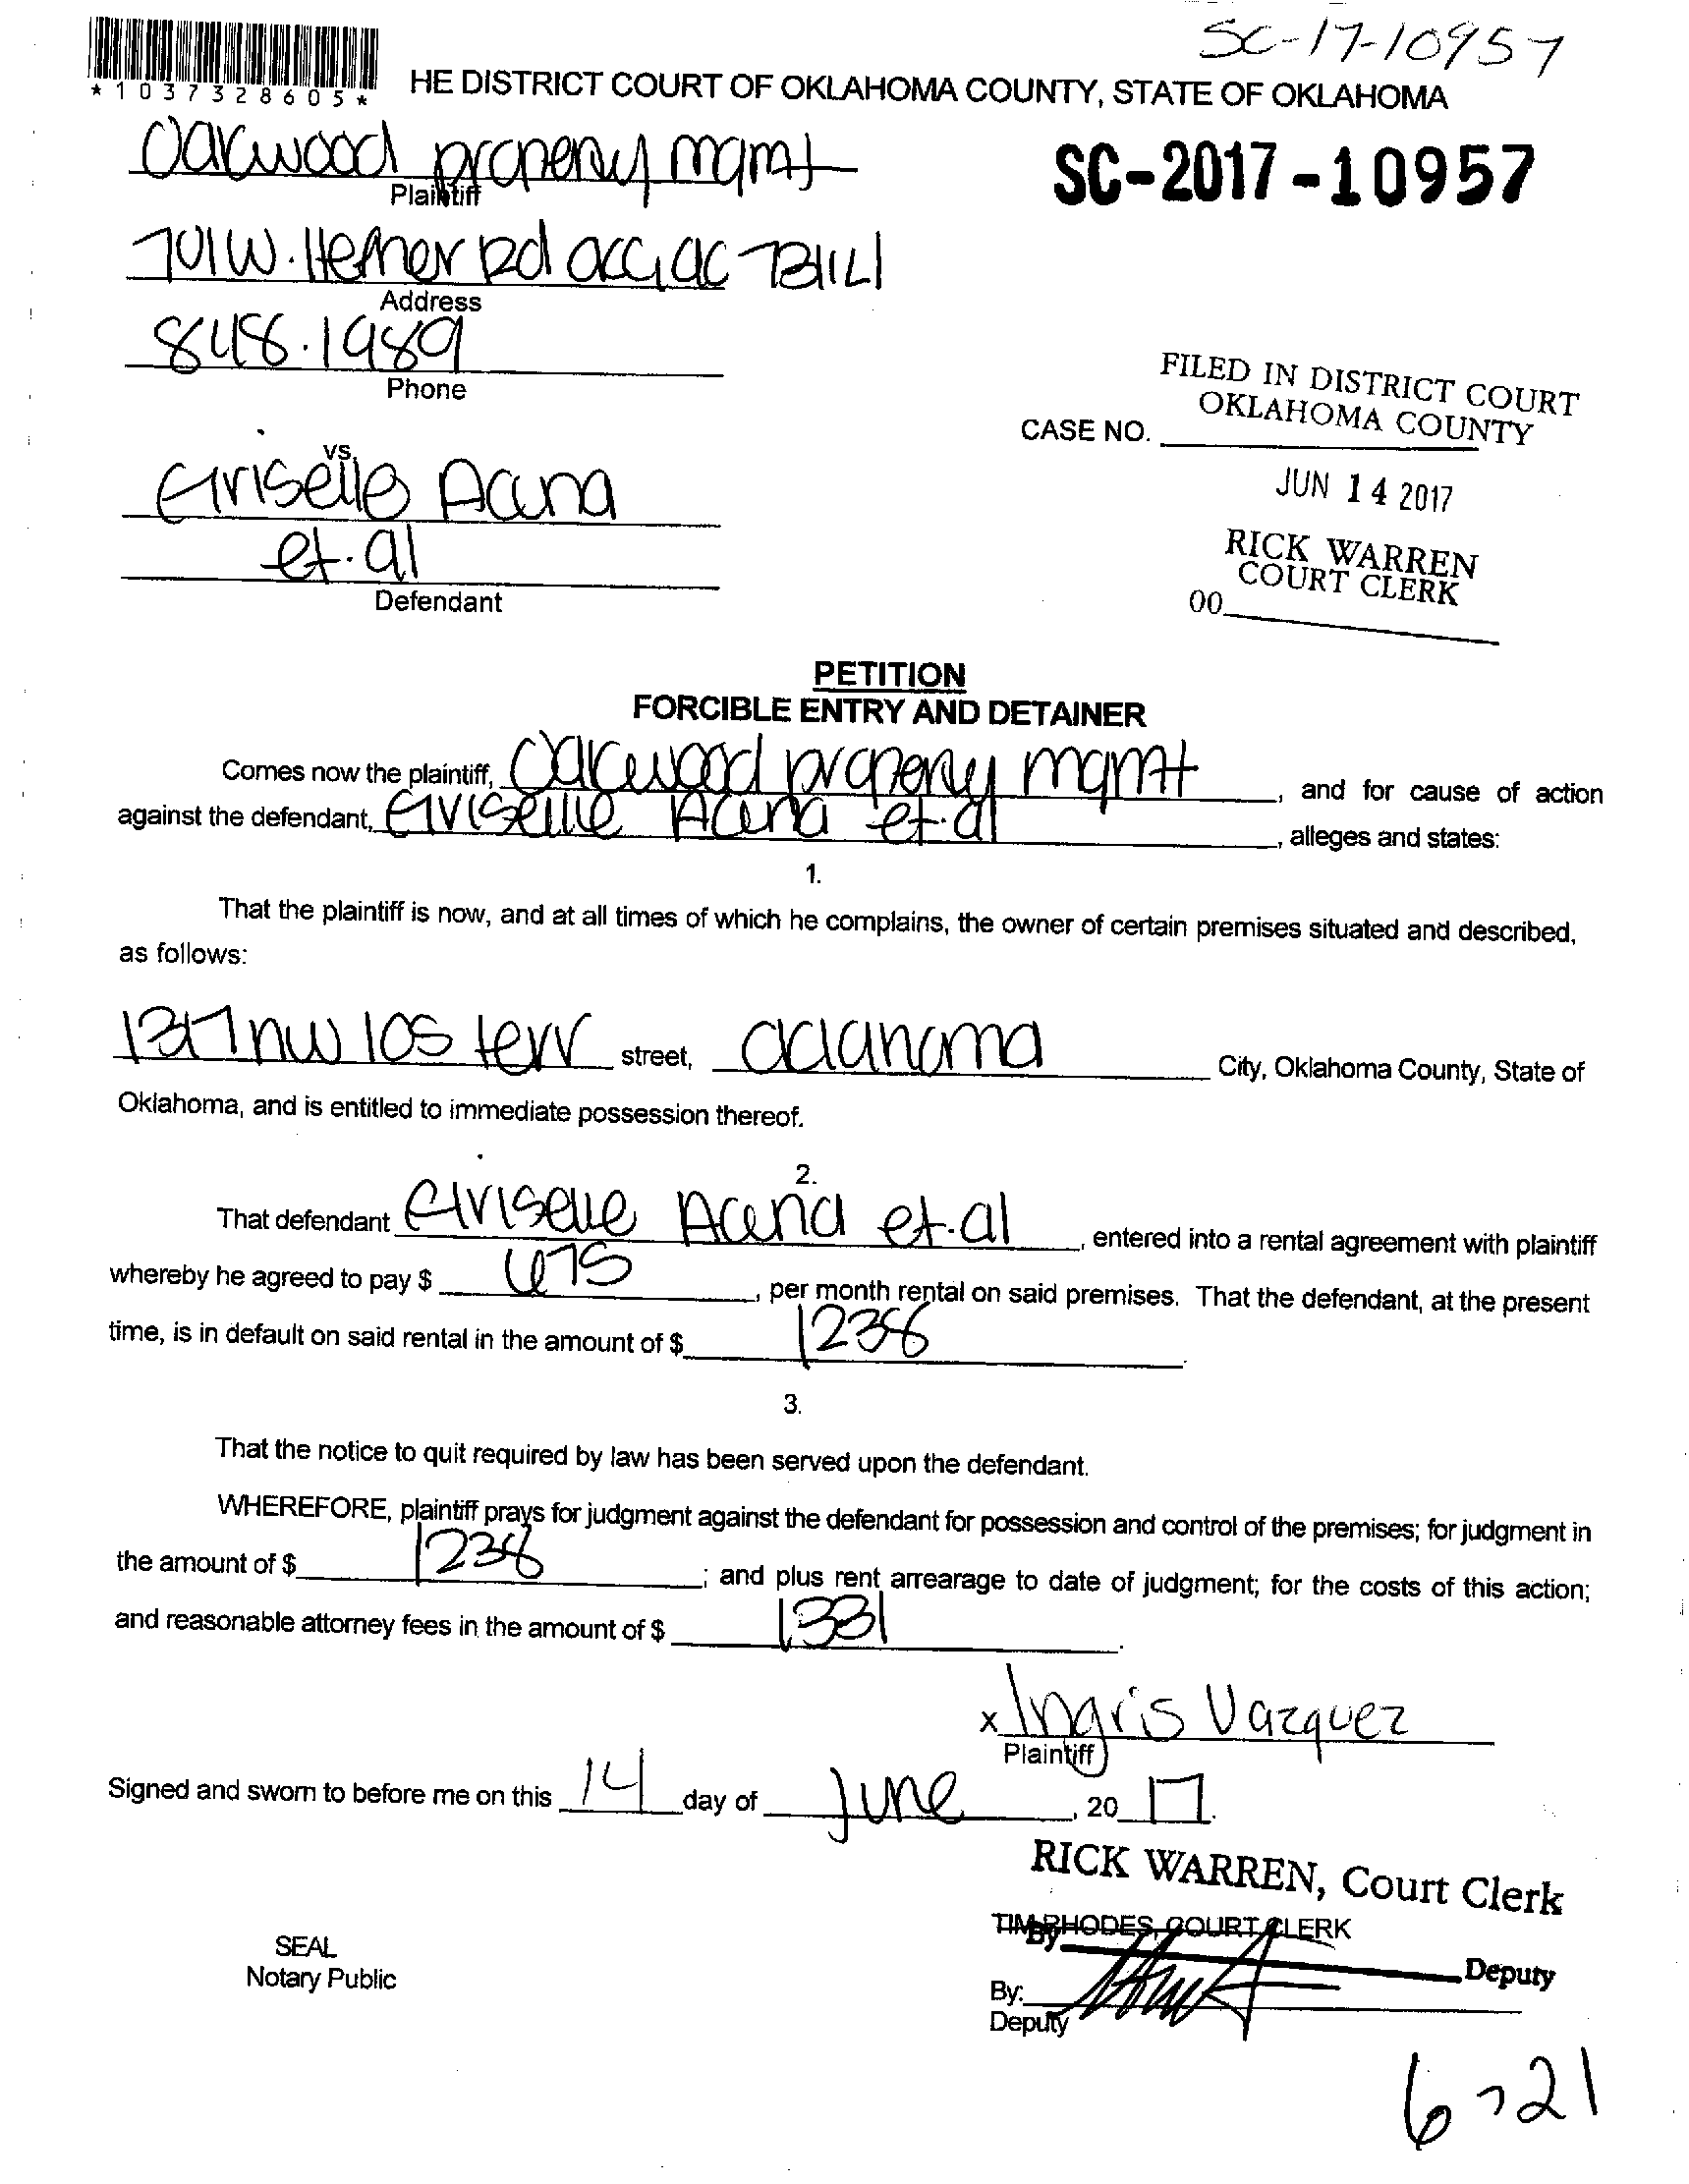 SC-17-10957
*1037328605*
HE DISTRICT COURT OF OKLAHOMA COUNTY, STATE OF OKLAHOMA
Oakwood property mgmt
Plaintiff
SC-2017-10957
701 W. Hefner Rd OKC, OK 73114
Address
848.1989
Phone
FILED IN DISTRICT COURT
OKLAHOMA COUNTY
CASE NO.
vs.
Griselle Acuna
et.al
Defendant
JUN 14 2017
RICK WARREN
COURT CLERK
00
PETITION
FORCIBLE ENTRY AND DETAINER
Comes now the plaintiff, Oakwood property mgmt, and for cause of action
against the defendant, Griselle Acuna et.al, alleges and states:
1.
That the plaintiff is now, and at all times of which he complains, the owner of certain premises situated and described,
as follows:
nw 105 terr street, Oklahoma City, Oklahoma County, State of
Oklahoma, and is entitled to immediate possession thereof.
2.
That defendant Griselle Acuna et.al, entered into a rental agreement with plaintiff
whereby he agreed to pay $ 675, per month rental on said premises. That the defendant, at the present
time, is in default on said rental in the amount of $ 1238.
3.
That the notice to quit required by law has been served upon the defendant.
WHEREFORE, plaintiff prays for judgment against the defendant for possession and control of the premises; for judgment in
the amount of $ 1238; and plus rent arrearage to date of judgment; for the costs of this action;
and reasonable attorney fees in the amount of $ 1331.
x Ingris Vazquez
Plaintiff
Signed and sworn to before me on this 14 day of June, 20 17.
RICK WARREN, Court Clerk
TIM RHODES, COURT CLERK
By Deputy
SEAL
Notary Public
By:
Deputy
6-21